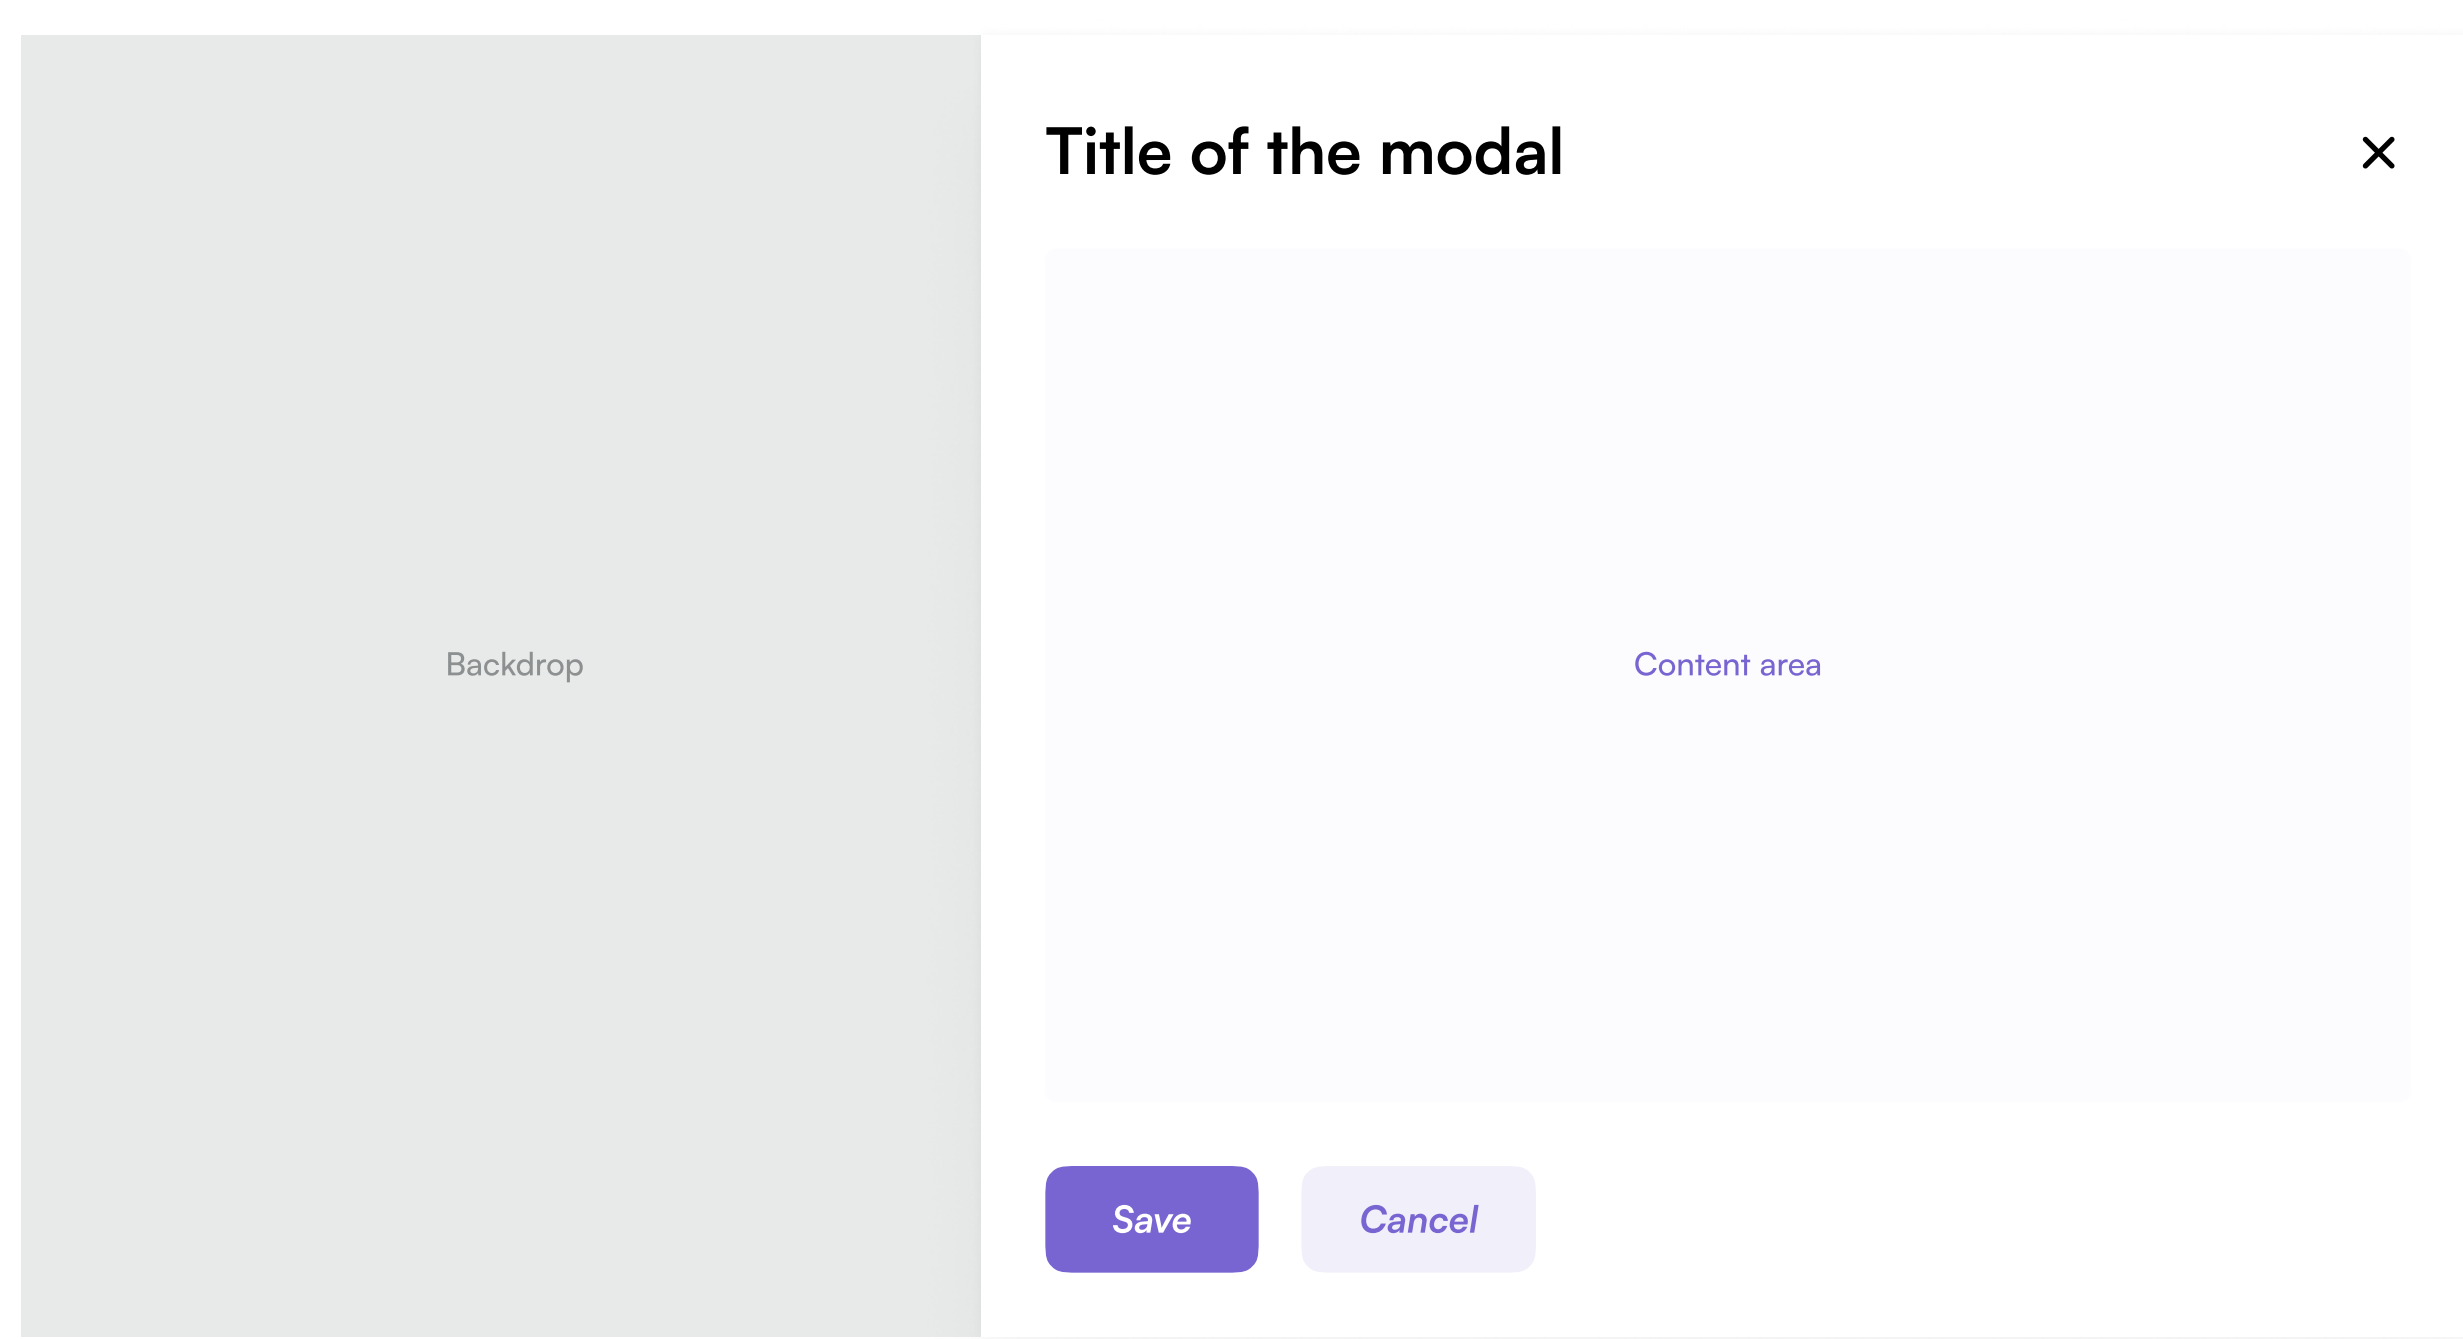 Title of the modal
Backdrop
Content area
Save
Cancel